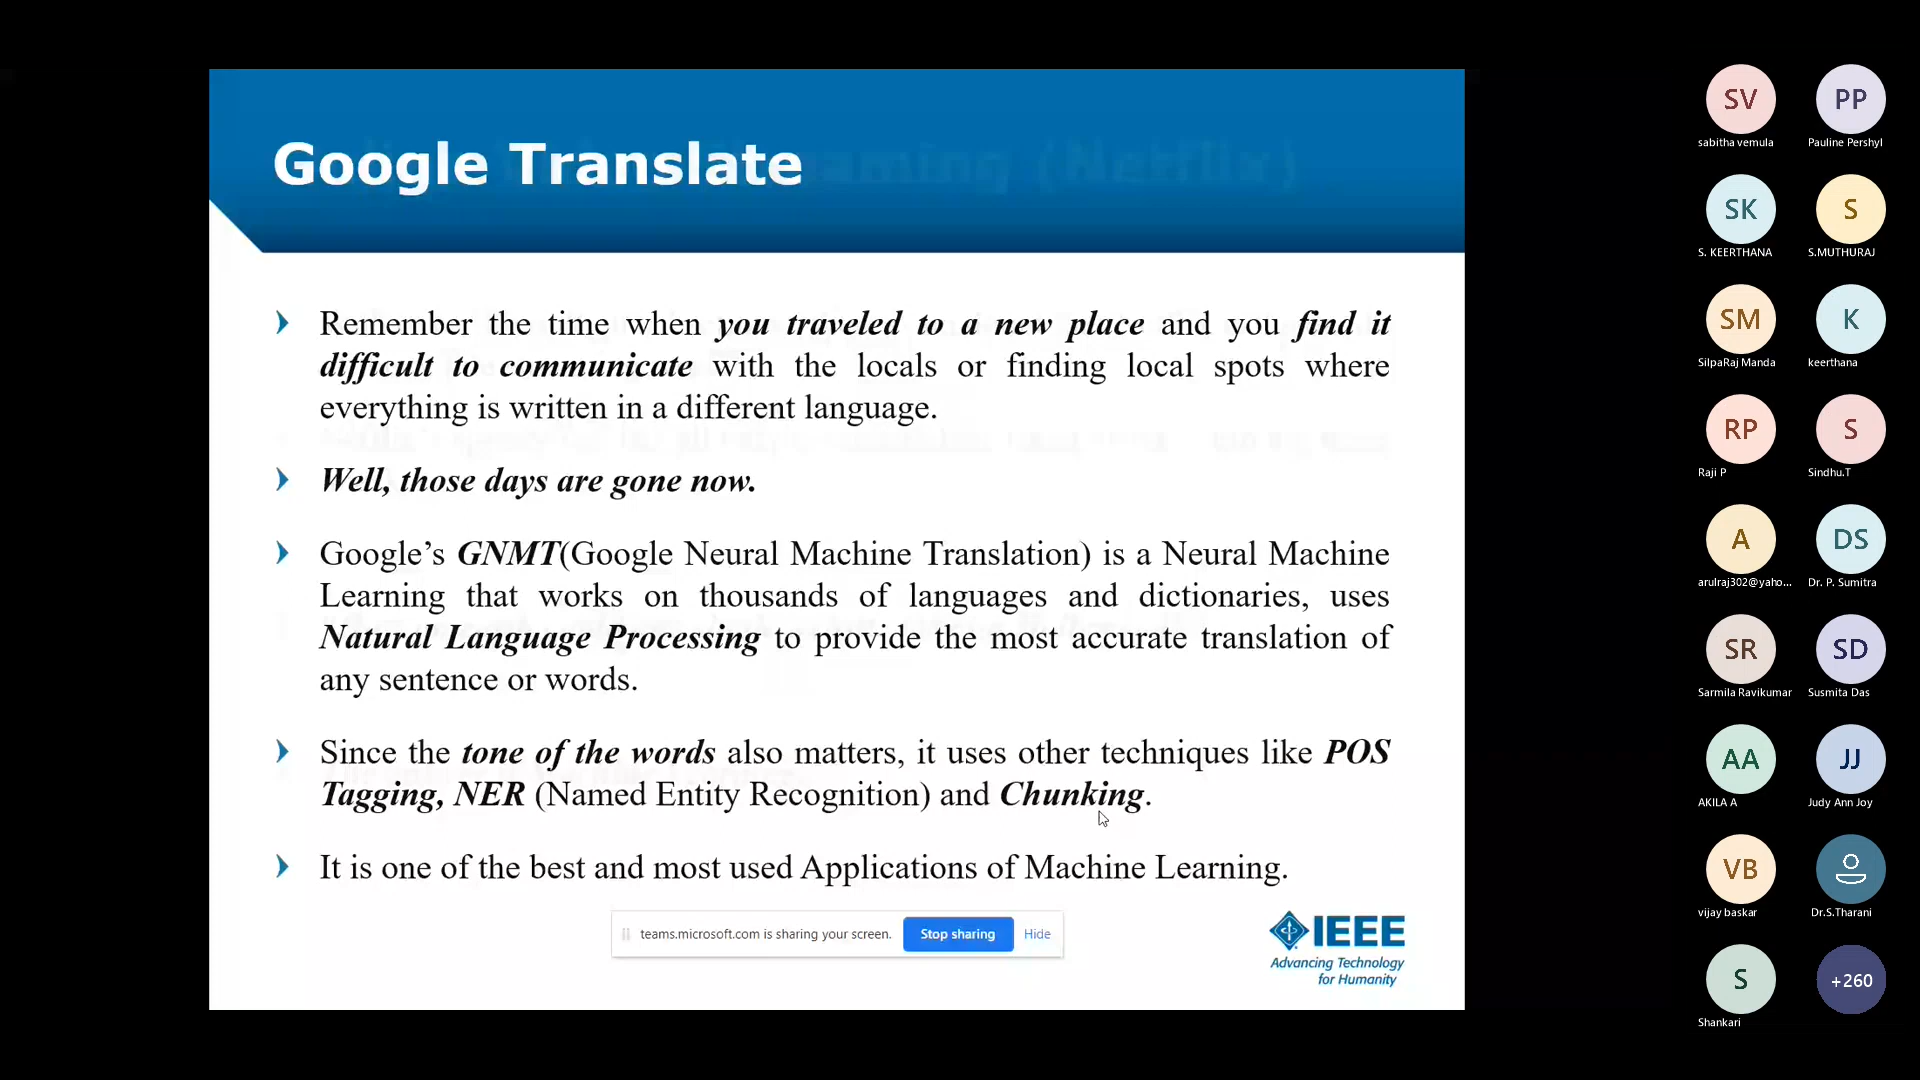 Google Translate
Remember the time when you traveled to a new place and you find it
difficult to communicate with the locals or finding local spots where
everything is written in a different language.
Well, those days are gone now.
Google’s GNMT(Google Neural Machine Translation) is a Neural Machine
Learning that works on thousands of languages and dictionaries, uses
Natural Language Processing to provide the most accurate translation of
any sentence or words.
Since the tone of the words also matters, it uses other techniques like POS
Tagging, NER (Named Entity Recognition) and Chunking.
It is one of the best and most used Applications of Machine Learning.
teams.microsoft.com is sharing your screen.
Stop sharing
Hide
IEEE
Advancing Technology
for Humanity
SV PP
sabitha vemula Pauline Pershyl
SK S
S. KEERTHANA S.MUTHURAJ
SM K
SilpaRaj Manda keerthana
RP S
Raji P Sindhu.T
A DS
arulraj302@yaho... Dr. P. Sumitra
SR SD
Sarmila Ravikumar Susmita Das
AA JJ
AKILA A Judy Ann Joy
VB
vijay baskar Dr.S.Tharani
S +260
Shankari